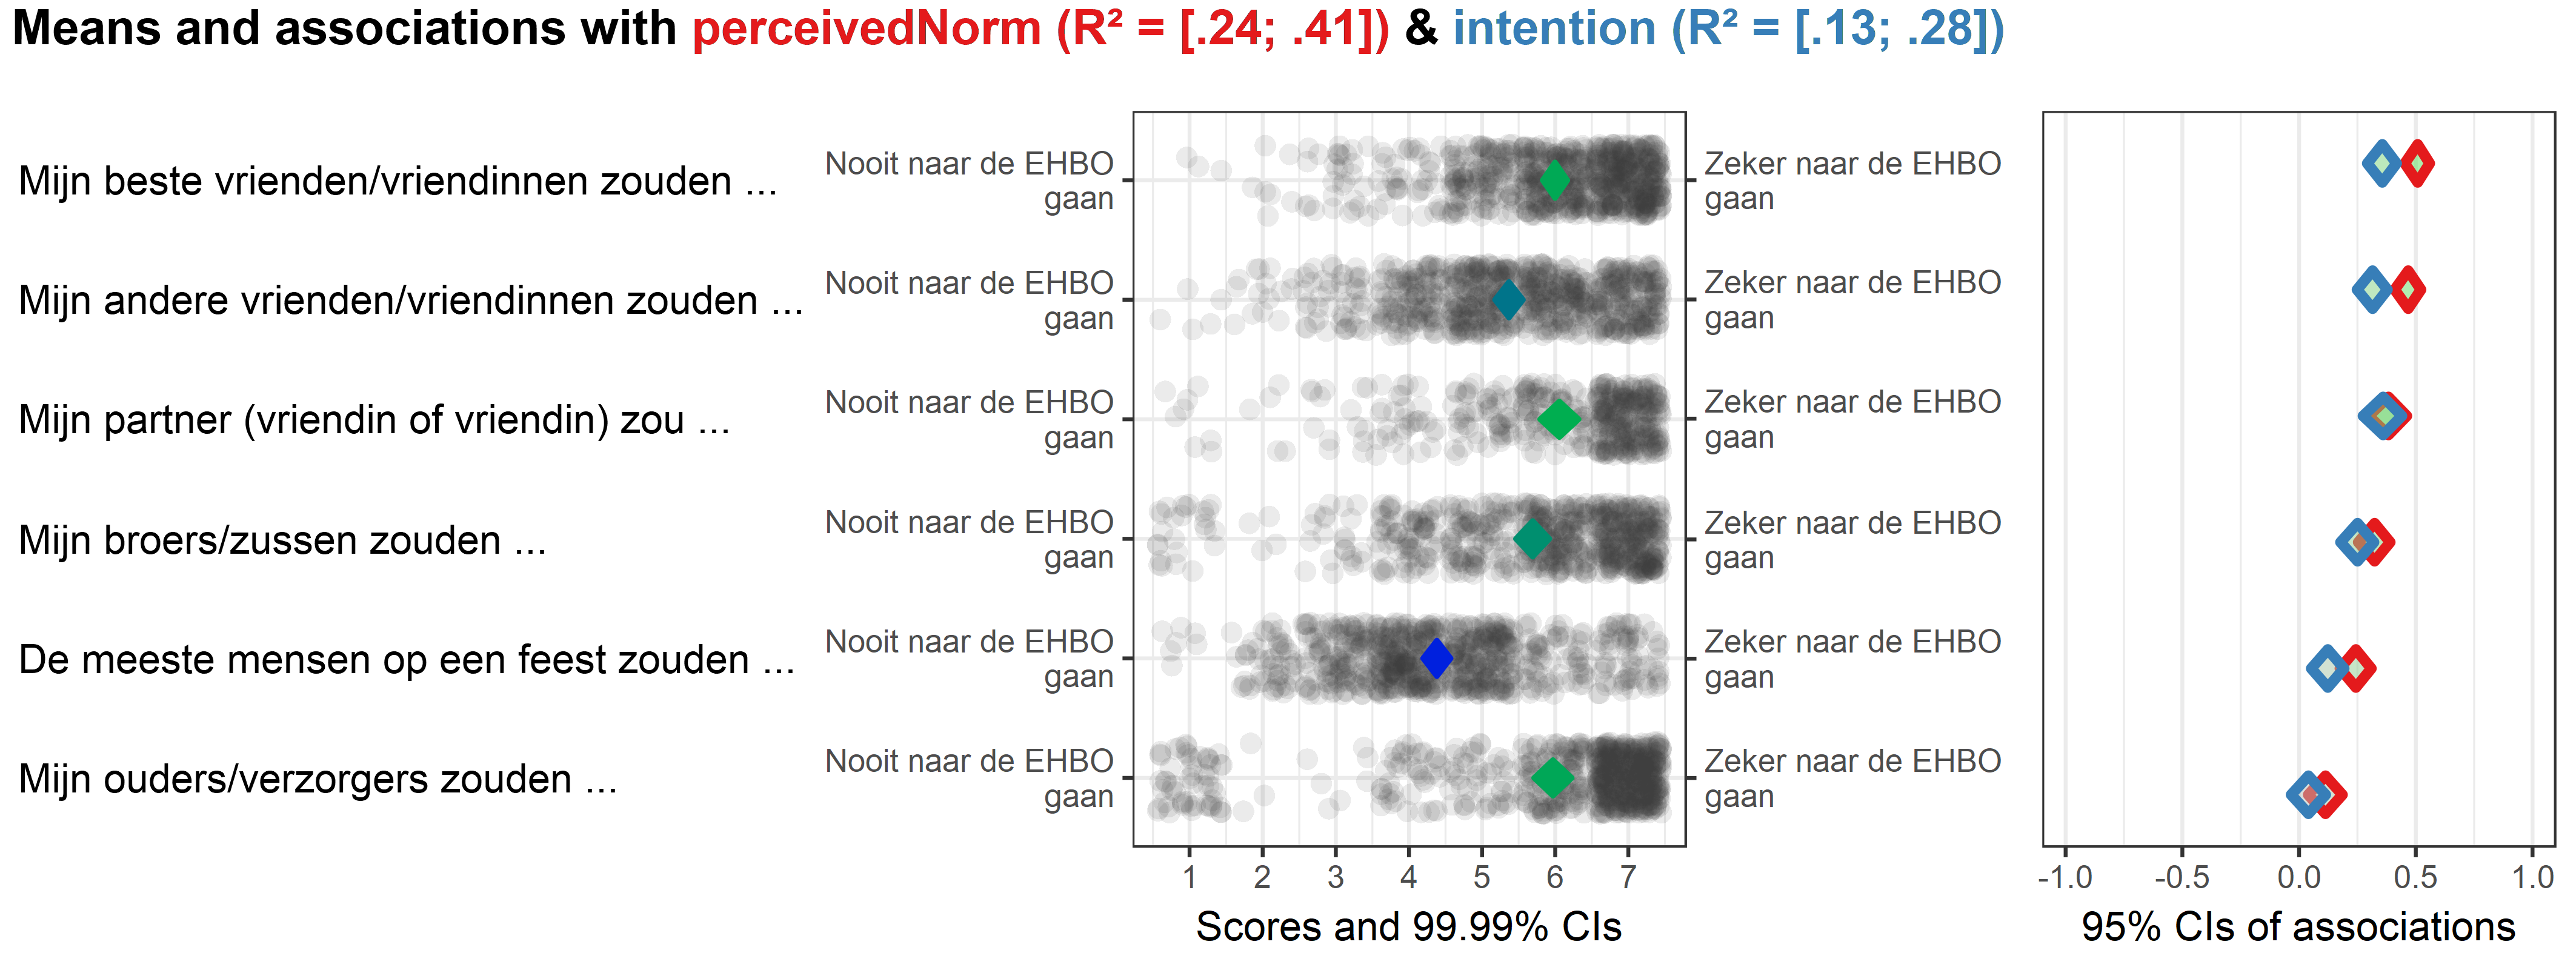 Means and associations with perceivedNorm (R² = [.24; .41]) & intention (R² = [.13; .28])
Mijn beste vrienden/vriendinnen zouden ...
Nooit naar de EHBO
gaan
Zeker naar de EHBO
gaan
Mijn andere vrienden/vriendinnen zouden ...
Nooit naar de EHBO
gaan
Zeker naar de EHBO
gaan
Mijn partner (vriendin of vriendin) zou ...
Nooit naar de EHBO
gaan
Zeker naar de EHBO
gaan
Mijn broers/zussen zouden ...
Nooit naar de EHBO
gaan
Zeker naar de EHBO
gaan
De meeste mensen op een feest zouden ...
Nooit naar de EHBO
gaan
Zeker naar de EHBO
gaan
Mijn ouders/verzorgers zouden ...
Nooit naar de EHBO
gaan
Zeker naar de EHBO
gaan
1 2 3 4 5 6 7
Scores and 99.99% CIs
-1.0 -0.5 0.0 0.5 1.0
95% CIs of associations